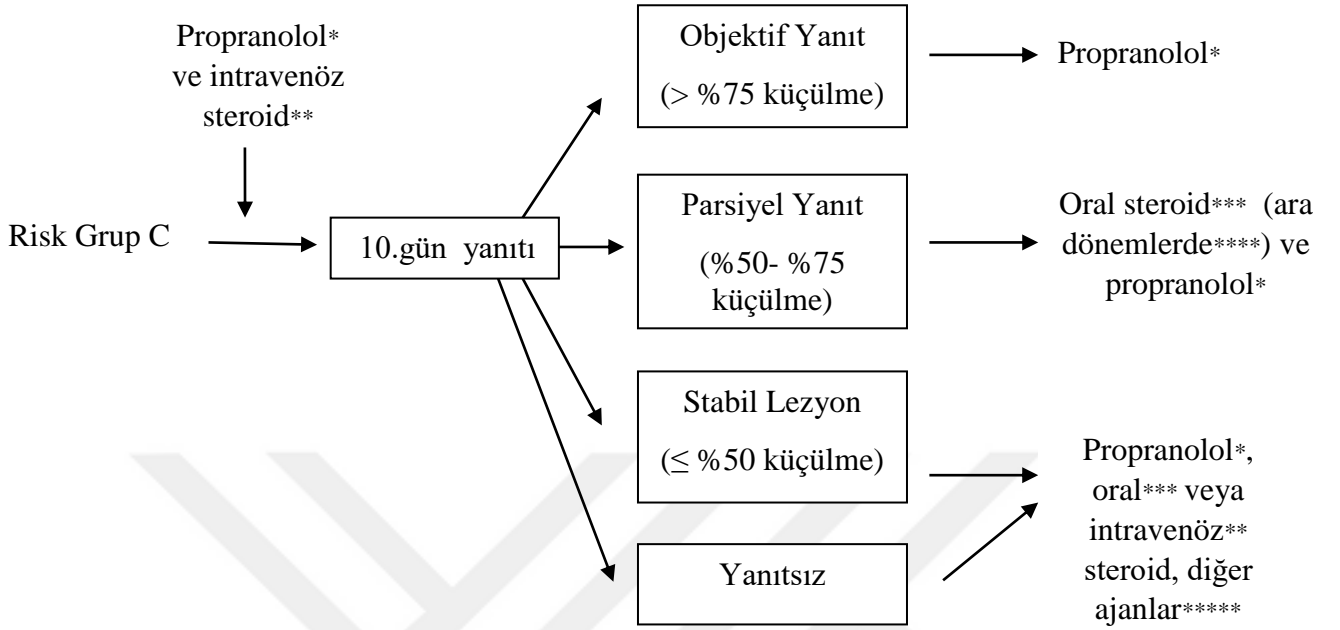 Propranolol*
ve intravenöz
steroid**
Risk Grup C
10.gün yanıtı
Objektif Yanıt
(> %75 küçülme)
Propranolol*
Parsiyel Yanıt
(%50- %75
küçülme)
Oral steroid*** (ara
dönemlerde****) ve
propranolol*
Stabil Lezyon
(≤ %50 küçülme)
Yanıtsız
Propranolol*,
oral*** veya
intravenöz**
steroid, diğer
ajanlar*****